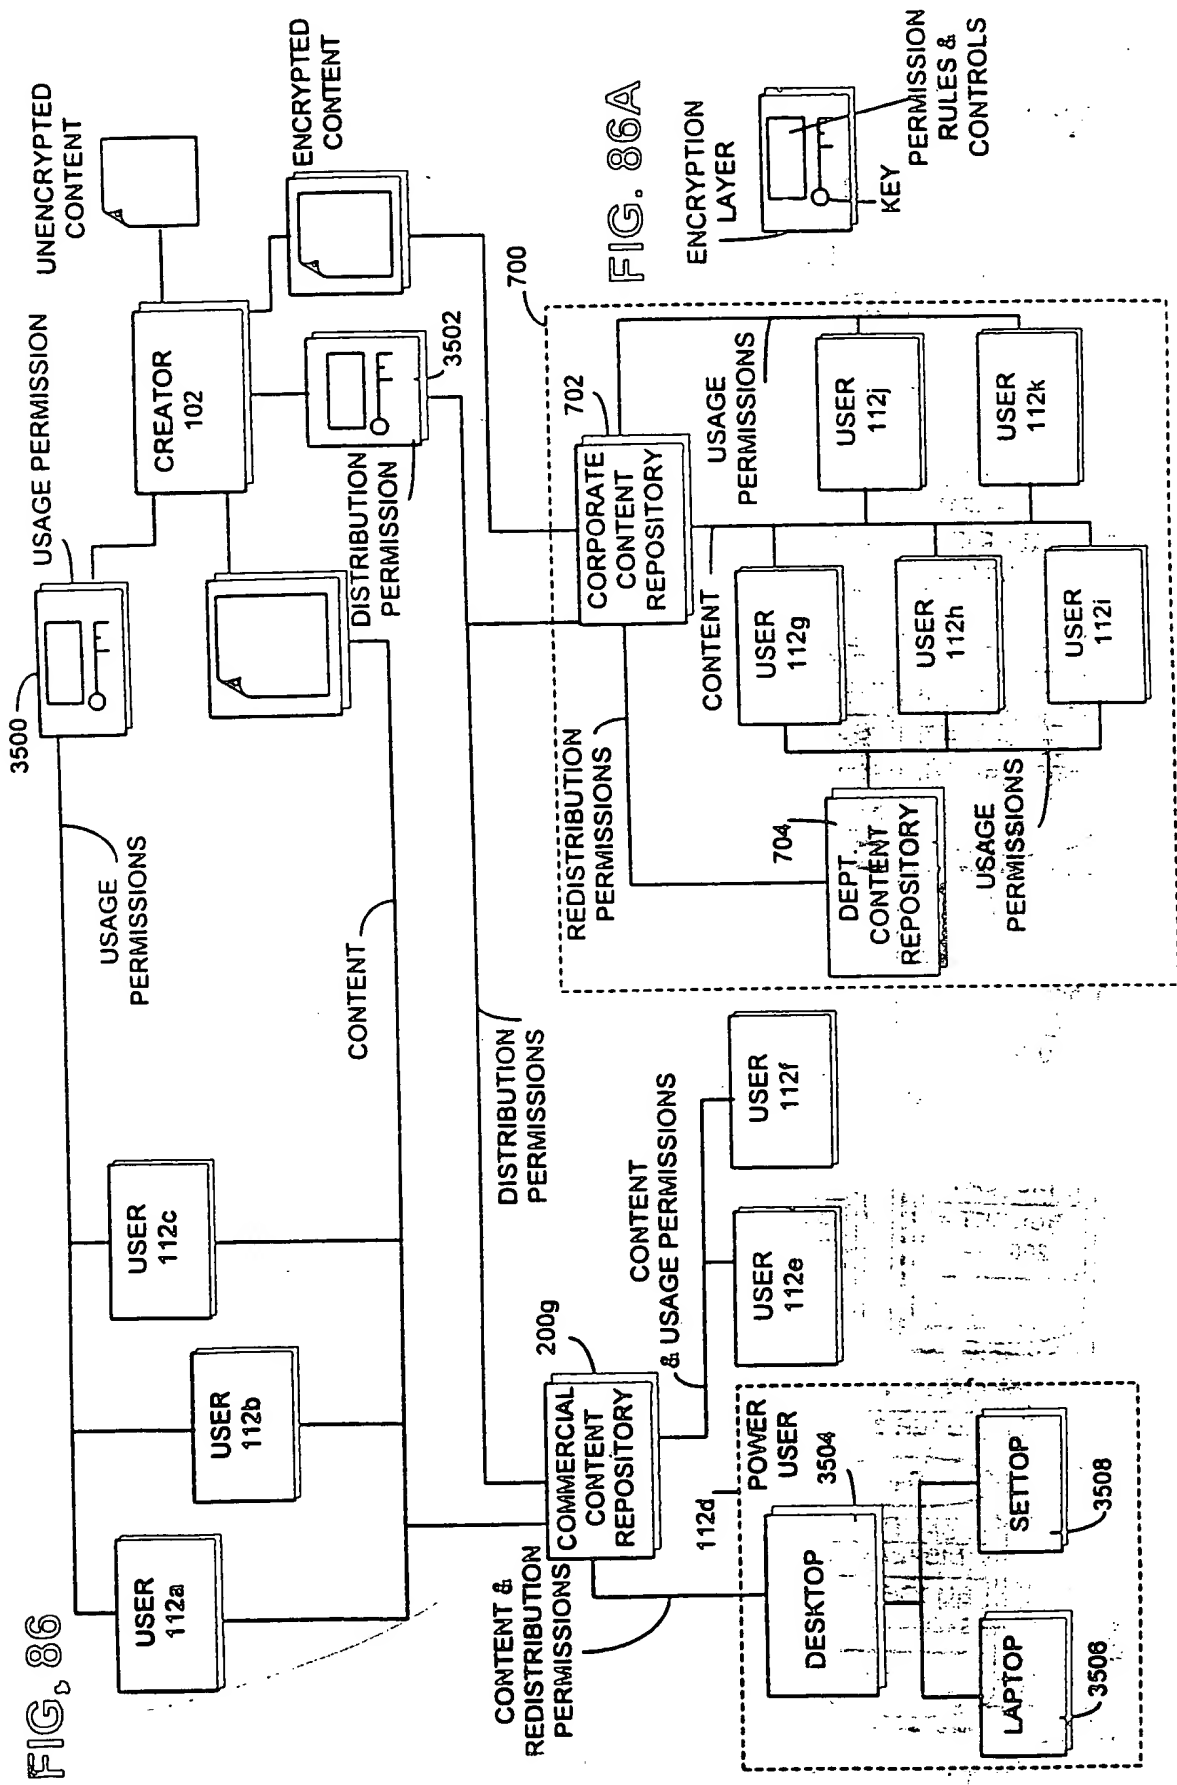 FIG. 86
3500
USAGE PERMISSION
UNENCRYPTED
CONTENT
CREATOR
102
ENCRYPTED
CONTENT
USAGE
PERMISSIONS
CONTENT
DISTRIBUTION
PERMISSION
3502
USER
112a
USER
112b
USER
112c
DISTRIBUTION
PERMISSIONS
CONTENT &
REDISTRIBUTION
PERMISSIONS
COMMERCIAL
CONTENT
REPOSITORY
200g
CONTENT
& USAGE PERMISSIONS
USER
112e
USER
112f
112d
POWER
USER
3504
DESKTOP
LAPTOP
3506
SETTOP
3508
REDISTRIBUTION
PERMISSIONS
CORPORATE
CONTENT
REPOSITORY
702
700
CONTENT
USAGE
PERMISSIONS
704
DEPT.
CONTENT
REPOSITORY
USAGE
PERMISSIONS
USER
112g
USER
112h
USER
112i
USER
112j
USER
112k
FIG. 86A
ENCRYPTION
LAYER
KEY
PERMISSION
RULES &
CONTROLS